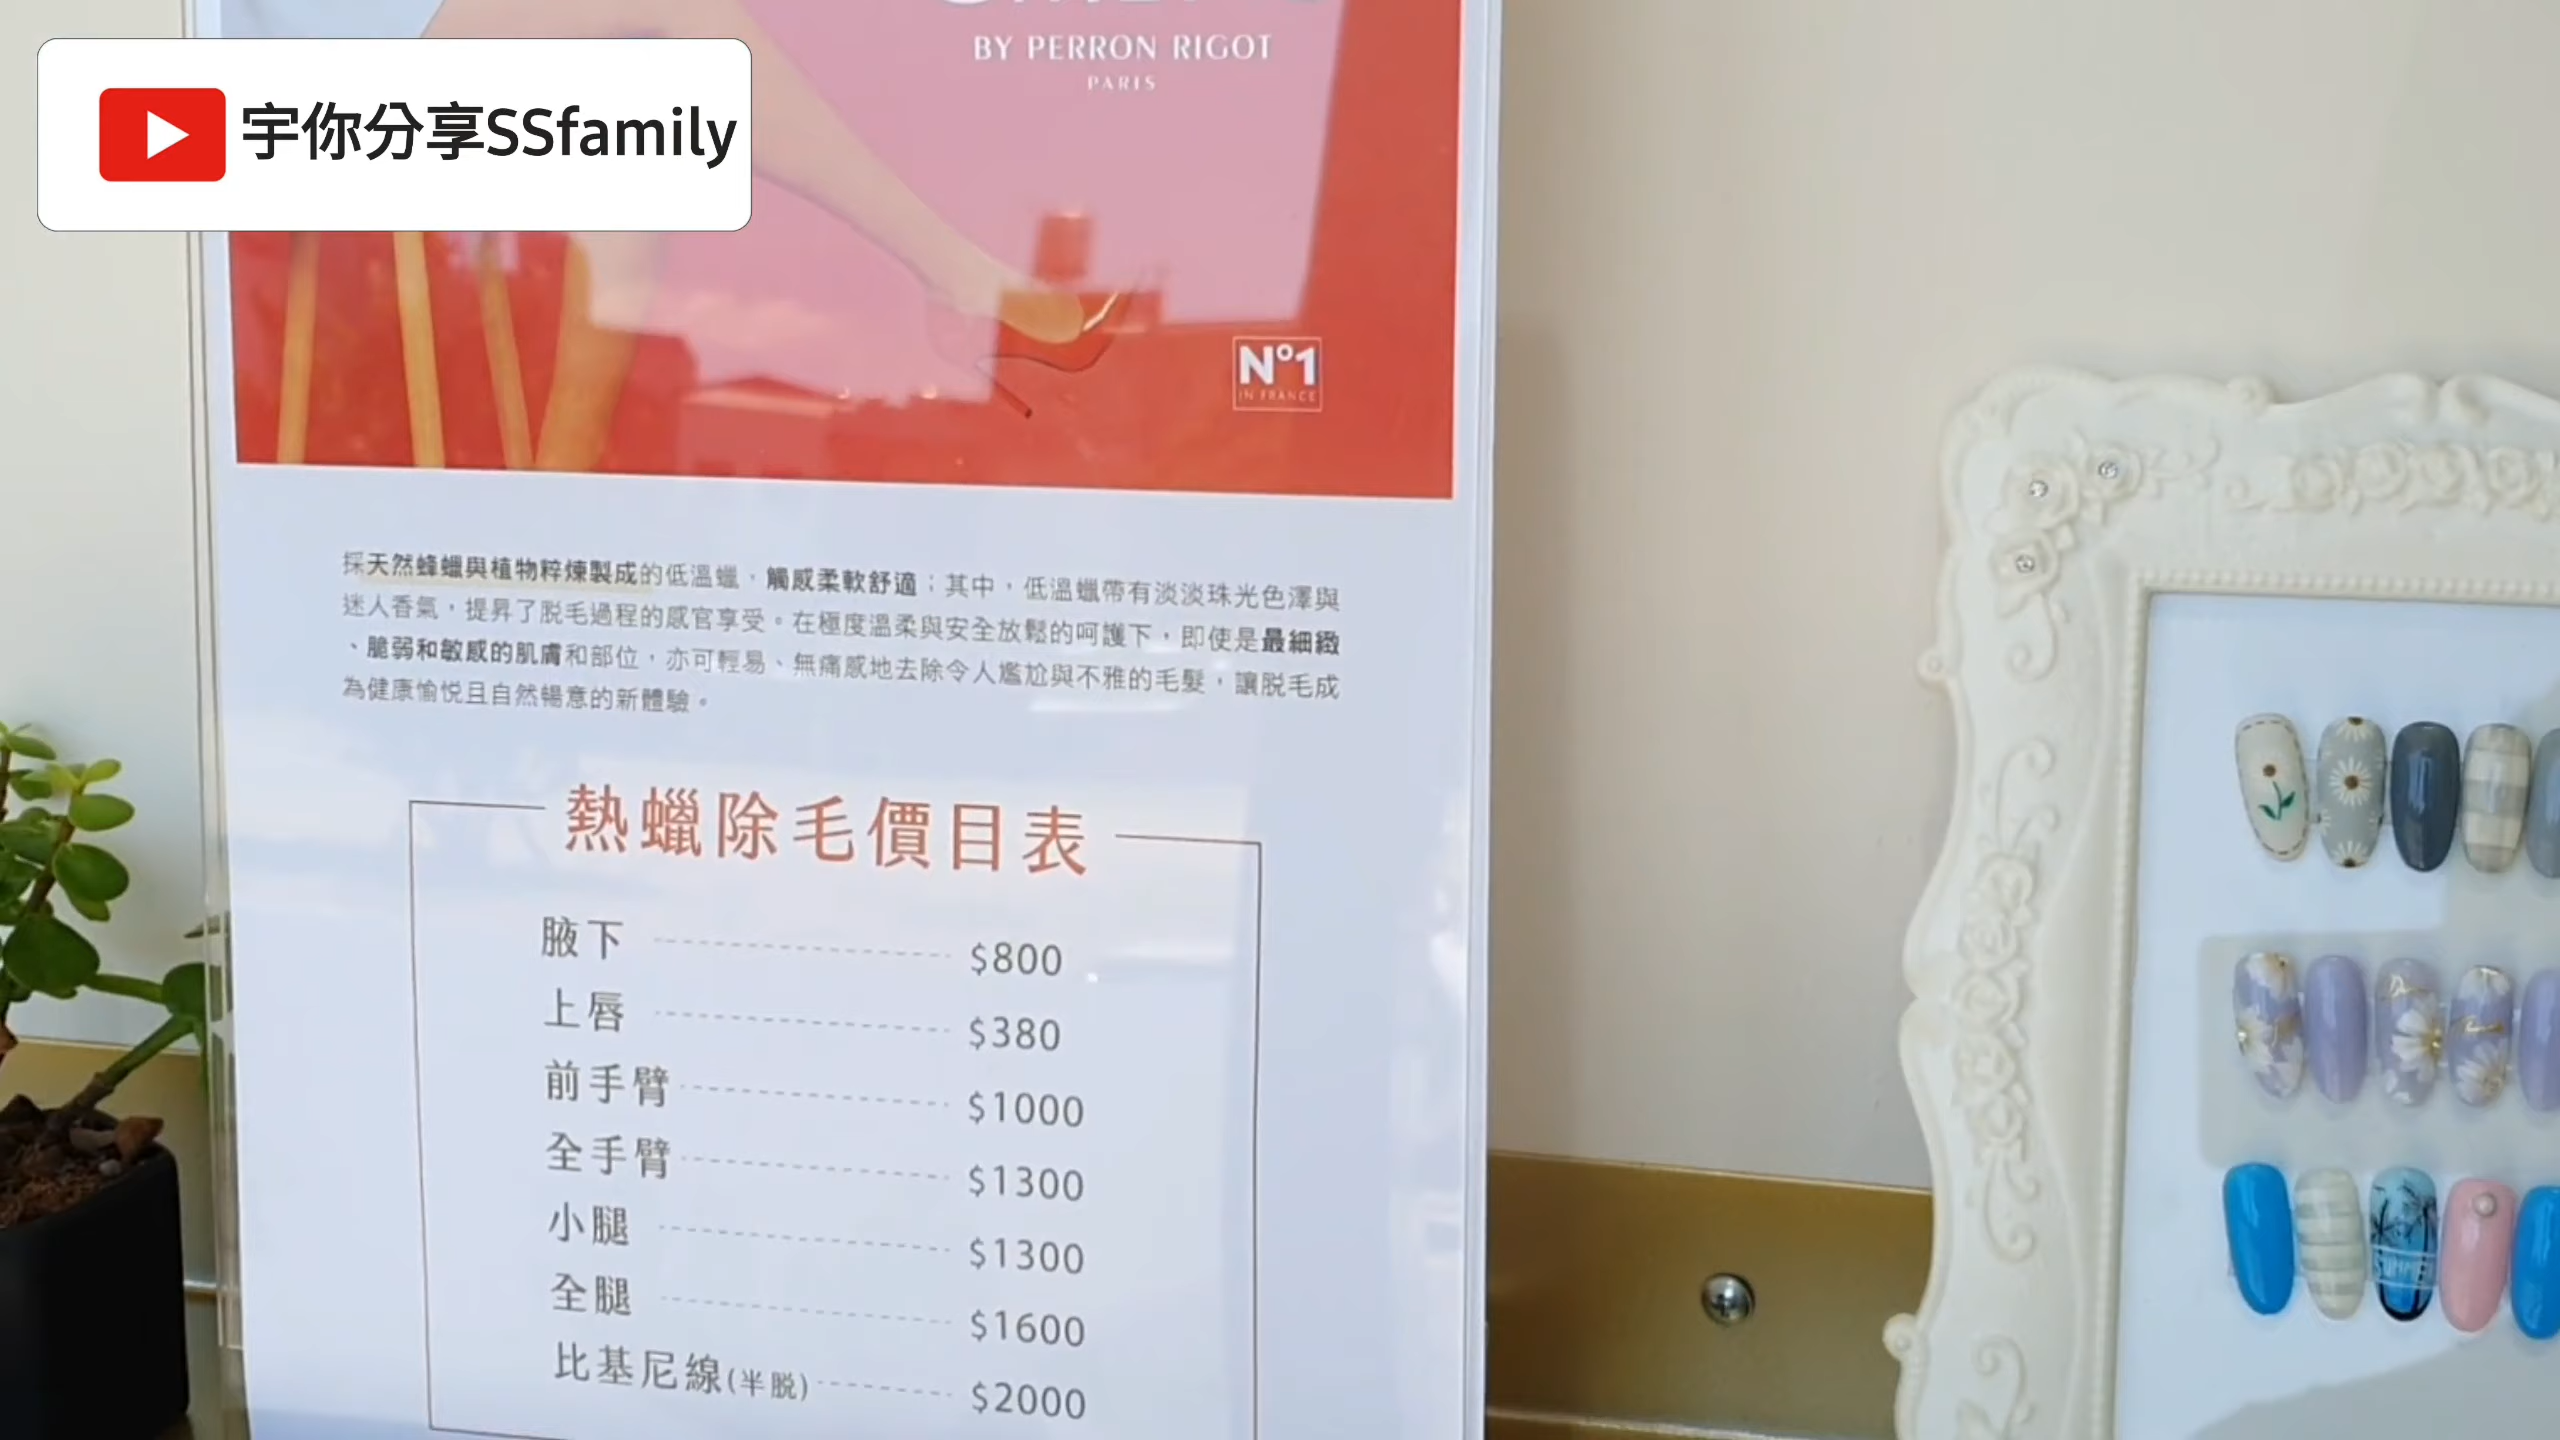 宇你分享SSfamily
BY PERRON RIGOT
PARIS
Nº1
IN FRANCE
採天然蜂蠟與植物粹煉製成的低溫蠟，觸感柔軟舒適；其中，低溫蠟帶有淡淡珠光色澤與
迷人香氣，提昇了脫毛過程的感官享受。在極度溫柔與安全放鬆的呵護下，即使是最細緻
、脆弱和敏感的肌膚和部位，亦可輕易、無痛感地去除令人尷尬與不雅的毛髮，讓脫毛成
為健康愉悅且自然暢意的新體驗。
熱蠟除毛價目表
腋下 $800
上唇 $380
前手臂 $1000
全手臂 $1300
小腿 $1300
全腿 $1600
比基尼線(半脫) $2000